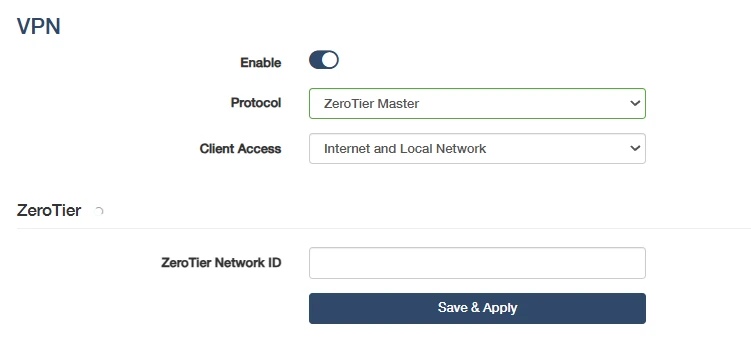 VPN
Enable
Protocol ZeroTier Master
Client Access Internet and Local Network
ZeroTier
ZeroTier Network ID
Save & Apply